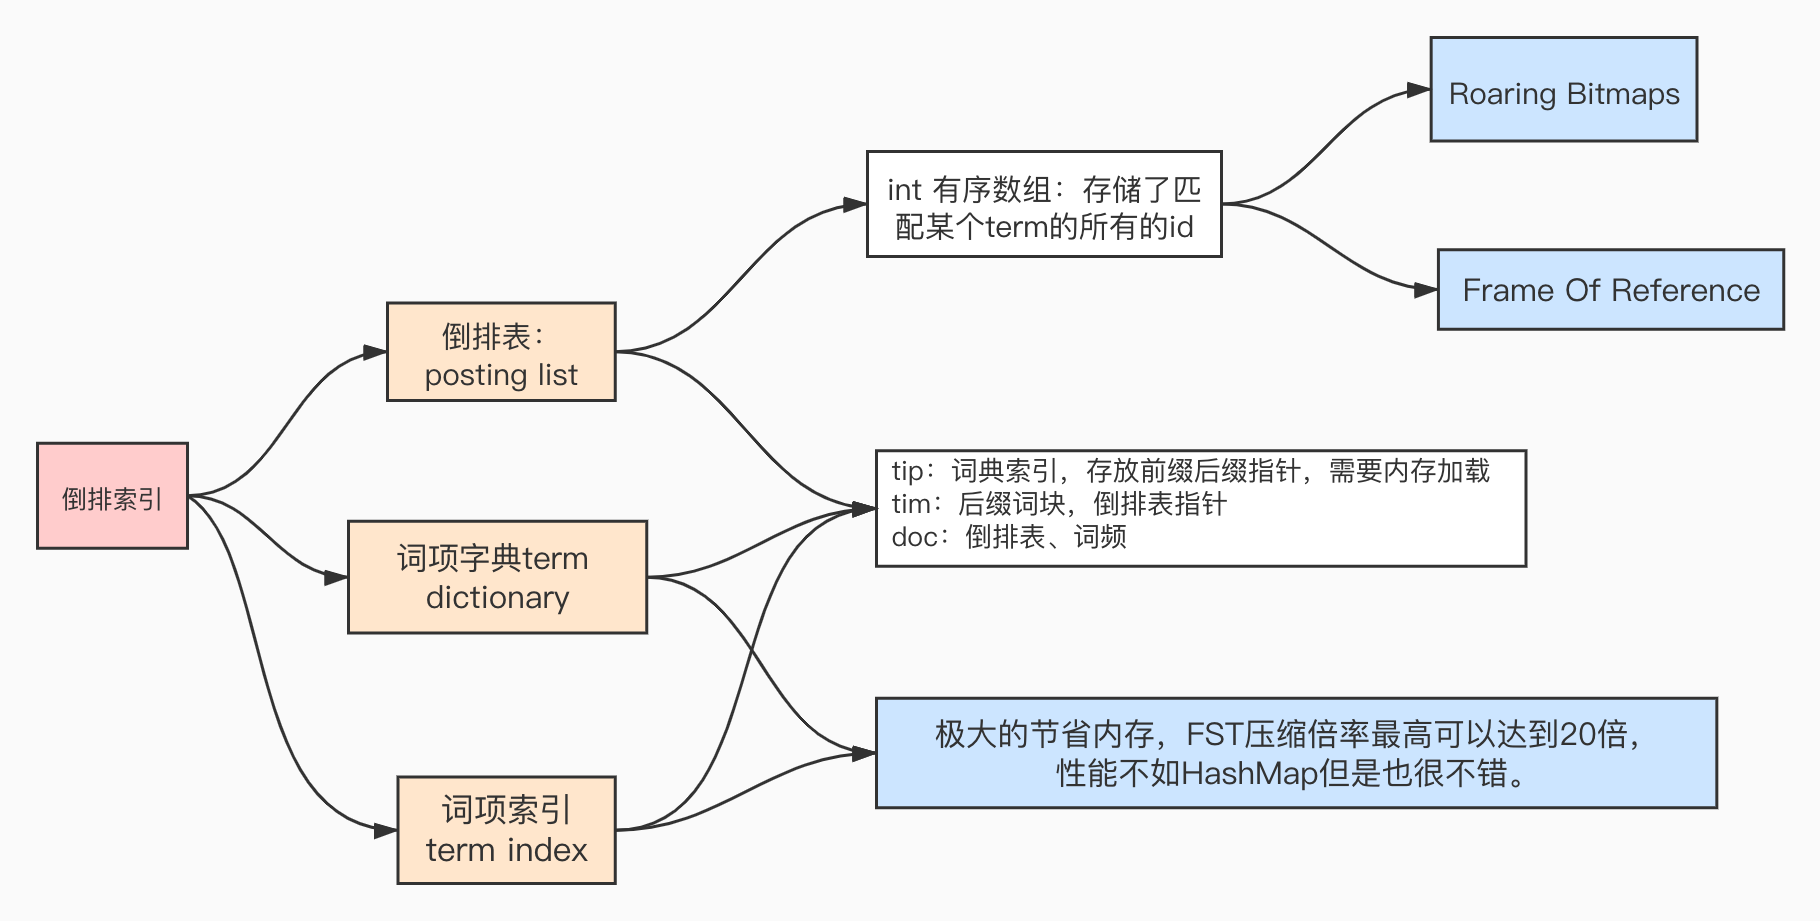 Roaring Bitmaps
int 有序数组：存储了匹
配某个term的所有的id
Frame Of Reference
倒排表：
posting list
倒排索引
tip：词典索引，存放前缀后缀指针，需要内存加载
tim：后缀词块，倒排表指针
doc：倒排表、词频
词项字典term
dictionary
极大的节省内存，FST压缩倍率最高可以达到20倍，
性能不如HashMap但是也很不错。
词项索引
term index